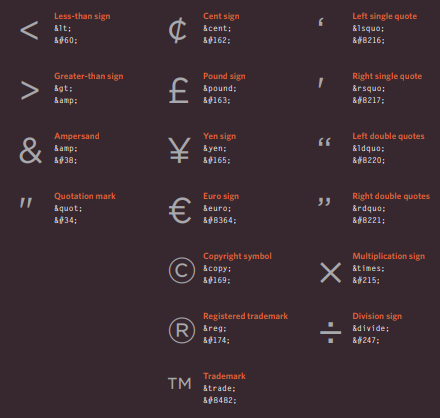 <
Less-than sign
&lt;
&#60;
>
Greater-than sign
&gt;
&amp
&
Ampersand
&amp;
&#38;
"
Quotation mark
&quot;
&#34;
¢
Cent sign
&cent;
&#162;
£
Pound sign
&pound;
&#163;
¥
Yen sign
&yen;
&#165;
€
Euro sign
&euro;
&#8364;
©
Copyright symbol
&copy;
&#169;
®
Registered trademark
&reg;
&#174;
TM
Trademark
&trade;
&#8482;
‘
Left single quote
&lsquo;
&#8216;
'
Right single quote
&rsquo;
&#8217;
“
Left double quotes
&ldquo;
&#8220;
”
Right double quotes
&rdquo;
&#8221;
×
Multiplication sign
&times;
&#215;
÷
Division sign
&divide;
&#247;